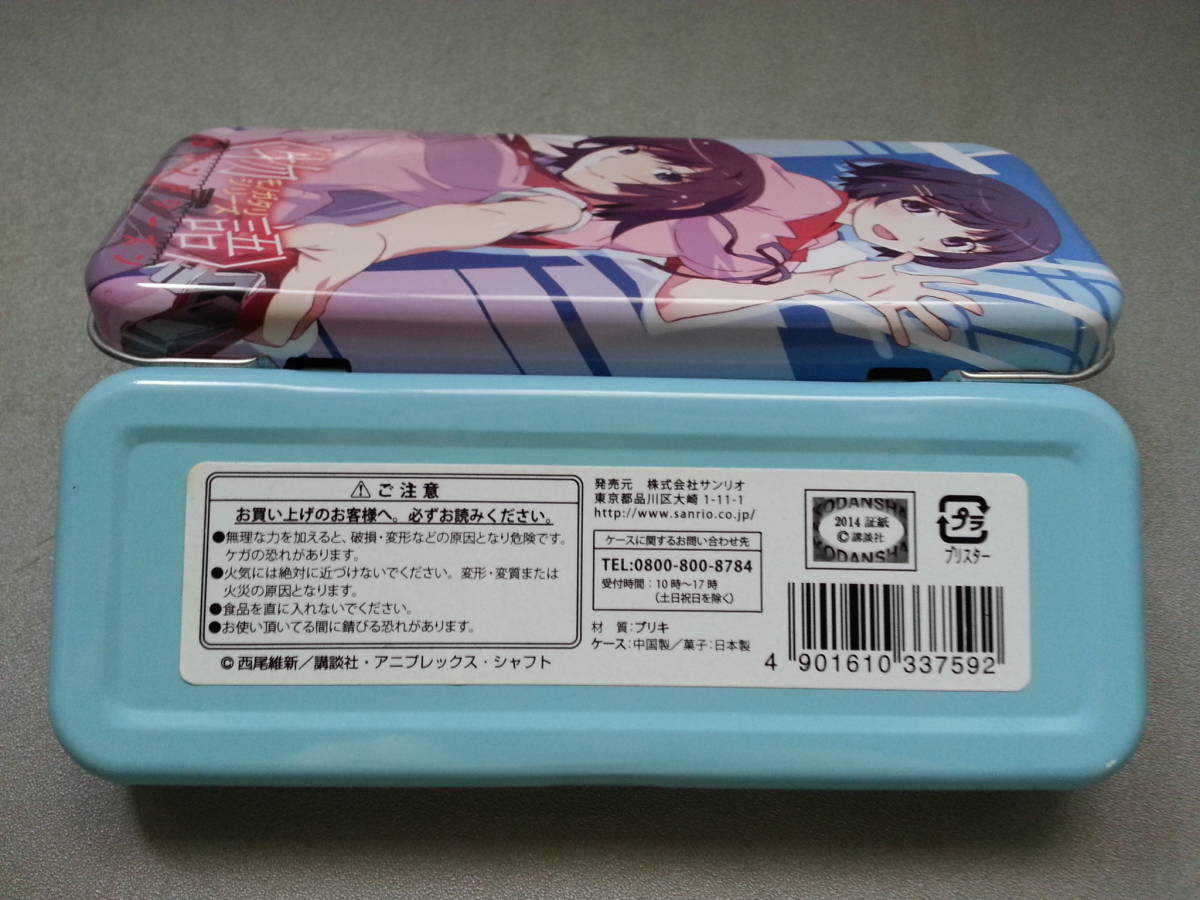 物語
モノガタリ
シリーズ
⚠ご注意
お買い上げのお客様へ。必ずお読みください。
●無理な力を加えると、破損・変形などの原因となり危険です。
ケガの恐れがあります。
●火気には絶対に近づけないでください。変形・変質または
火災の原因となります。
●食品を直に入れないでください。
●お使い頂いてる間に錆びる恐れがあります。
©西尾維新／講談社・アニプレックス・シャフト
発売元 株式会社サンリオ
東京都品川区大崎 1-11-1
http://www.sanrio.co.jp/
ケースに関するお問い合わせ先
TEL:0800-800-8784
受付時間：10時～17時
（土日祝日を除く）
材 質：ブリキ
ケース：中国製／菓子：日本製
KODANSHA
2014 証紙
©講談社
KODANSHA
プラ
ブリスター
4 901610 337592